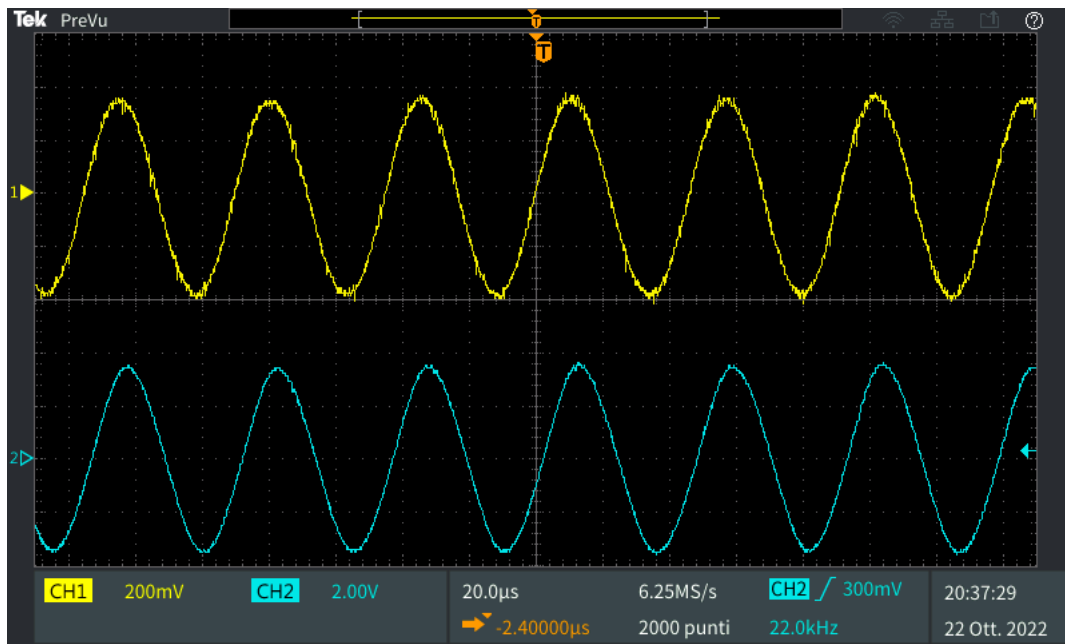 Tek PreVu
T
T
?
1
2
CH1 200mV CH2 2.00V 20.0µs 6.25MS/s CH2 300mV 20:37:29
-2.40000µs 2000 punti 22.0kHz 22 Ott. 2022